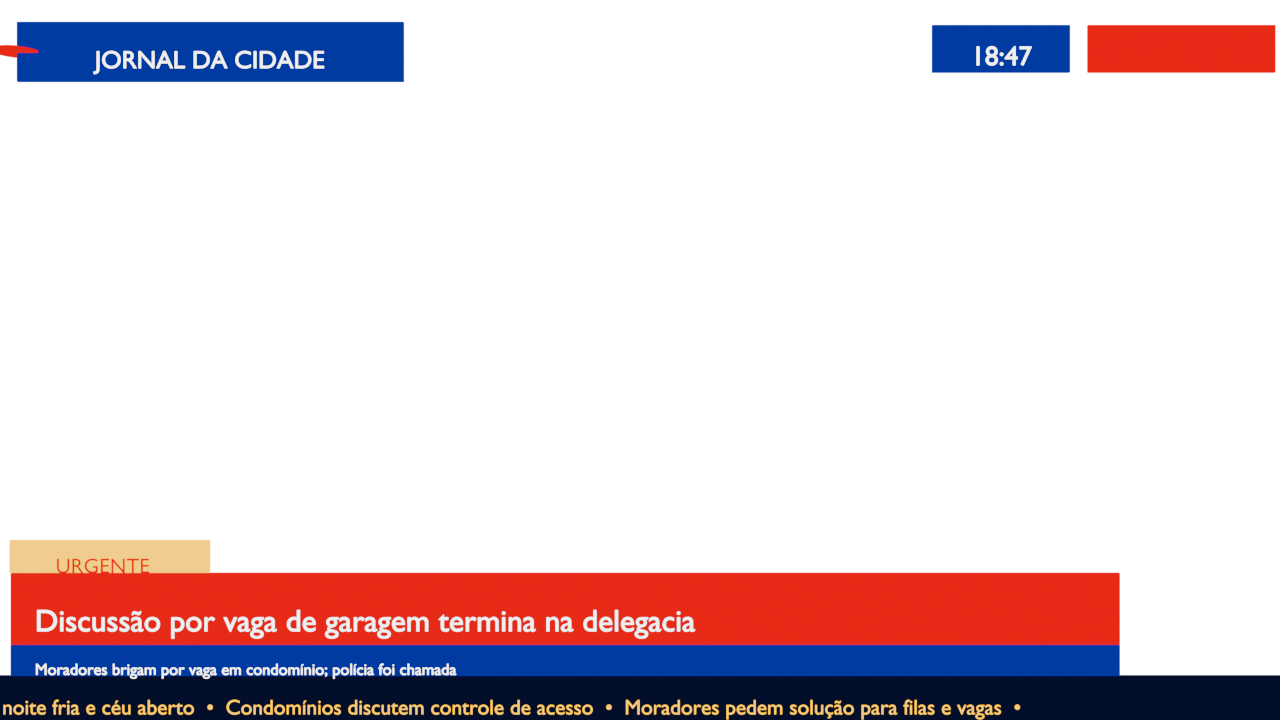 JORNAL DA CIDADE
18:47
URGENTE
Discussão por vaga de garagem termina na delegacia
Moradores brigam por vaga em condomínio; polícia foi chamada
noite fria e céu aberto • Condomínios discutem controle de acesso • Moradores pedem solução para filas e vagas •